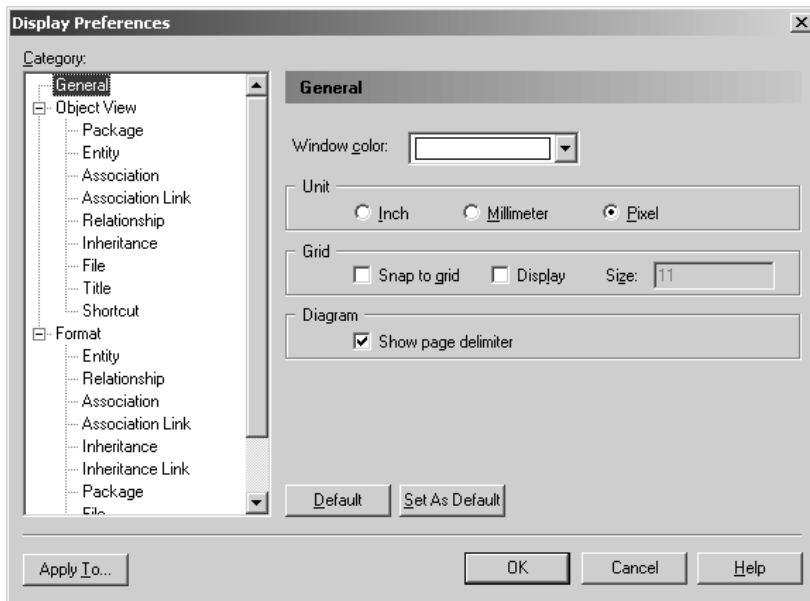 Display Preferences
Category:
General
Object View
Package
Entity
Association
Association Link
Relationship
Inheritance
File
Title
Shortcut
Format
Entity
Relationship
Association
Association Link
Inheritance
Inheritance Link
Package
File
General
Window color:
Unit
Inch Millimeter Pixel
Grid
Snap to grid Display Size: 11
Diagram
Show page delimiter
Default Set As Default
Apply To... OK Cancel Help